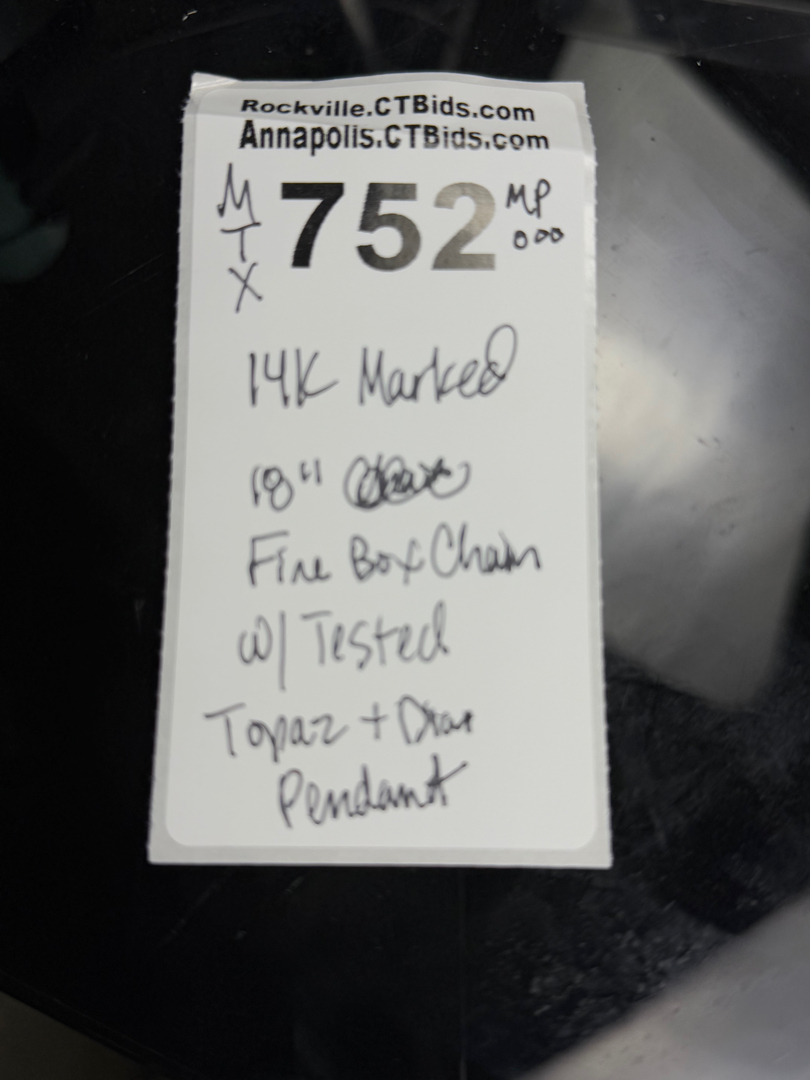 Rockville.CTBids.com
Annapolis.CTBids.com
MTX 752 MP
000
14K Marked
18"
Fine Box Chain
w/ Tested
Topaz + Diam
Pendant